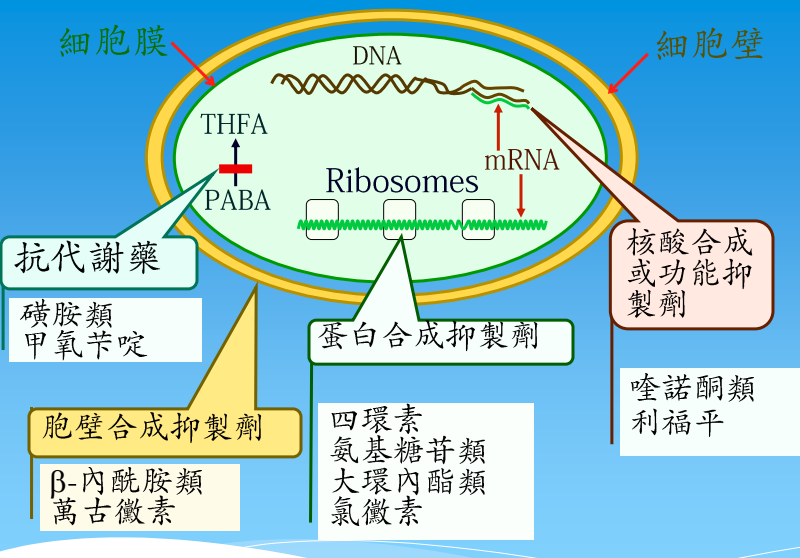 細胞膜
細胞壁
DNA
THFA
mRNA
PABA
Ribosomes
抗代謝藥
磺胺類
甲氧苄啶
核酸合成
或功能抑
製劑
喹諾酮類
利福平
蛋白合成抑製劑
四環素
氨基糖苷類
大環內酯類
氯黴素
胞壁合成抑製劑
β-內酰胺類
萬古黴素